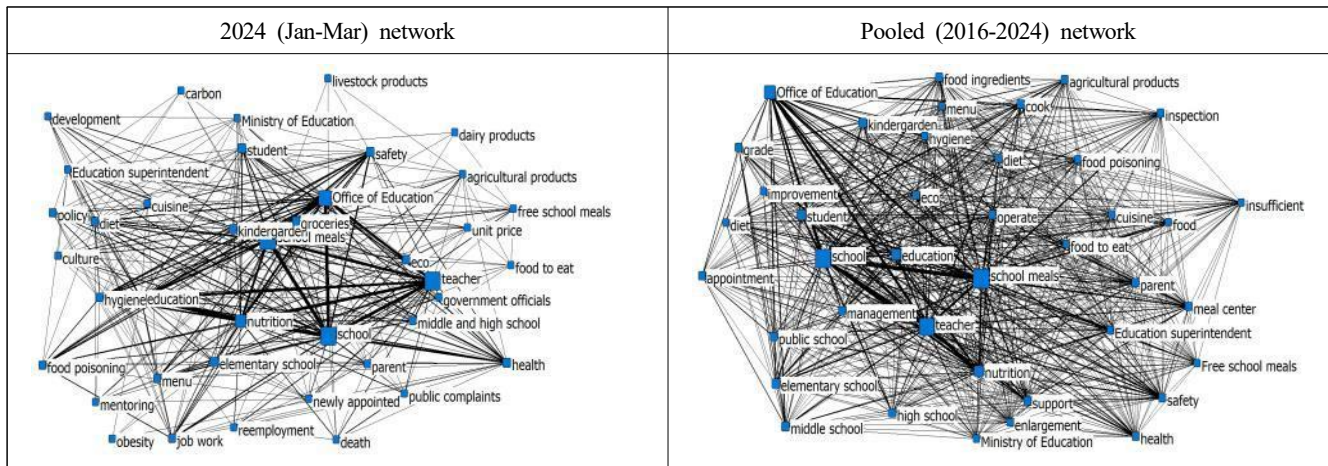 2024 (Jan-Mar) network
Pooled (2016-2024) network
livestock products
carbon
development
Ministry of Education
dairy products
student
safety
Education superintendent
agricultural products
Office of Education
cuisine
policy
diet
free school meals
groceries
kindergarden
unit price
school meals
culture
eco
food to eat
teacher
hygiene
education
government officials
nutrition
middle and high school
school
food poisoning
elementary school
parent
health
menu
mentoring
newly appointed
public complaints
obesity
job work
reemployment
death
food ingredients
agricultural products
Office of Education
menu
cook
inspection
kindergarden
hygiene
grade
diet
food poisoning
improvement
eco
insufficient
student
operates
cuisine
food
diet
food to eat
school
education
appointment
school meals
parent
management
meal center
teacher
public school
Education superintendent
nutrition
Free school meals
elementary school
support
safety
high school
middle school
enlargement
Ministry of Education
health